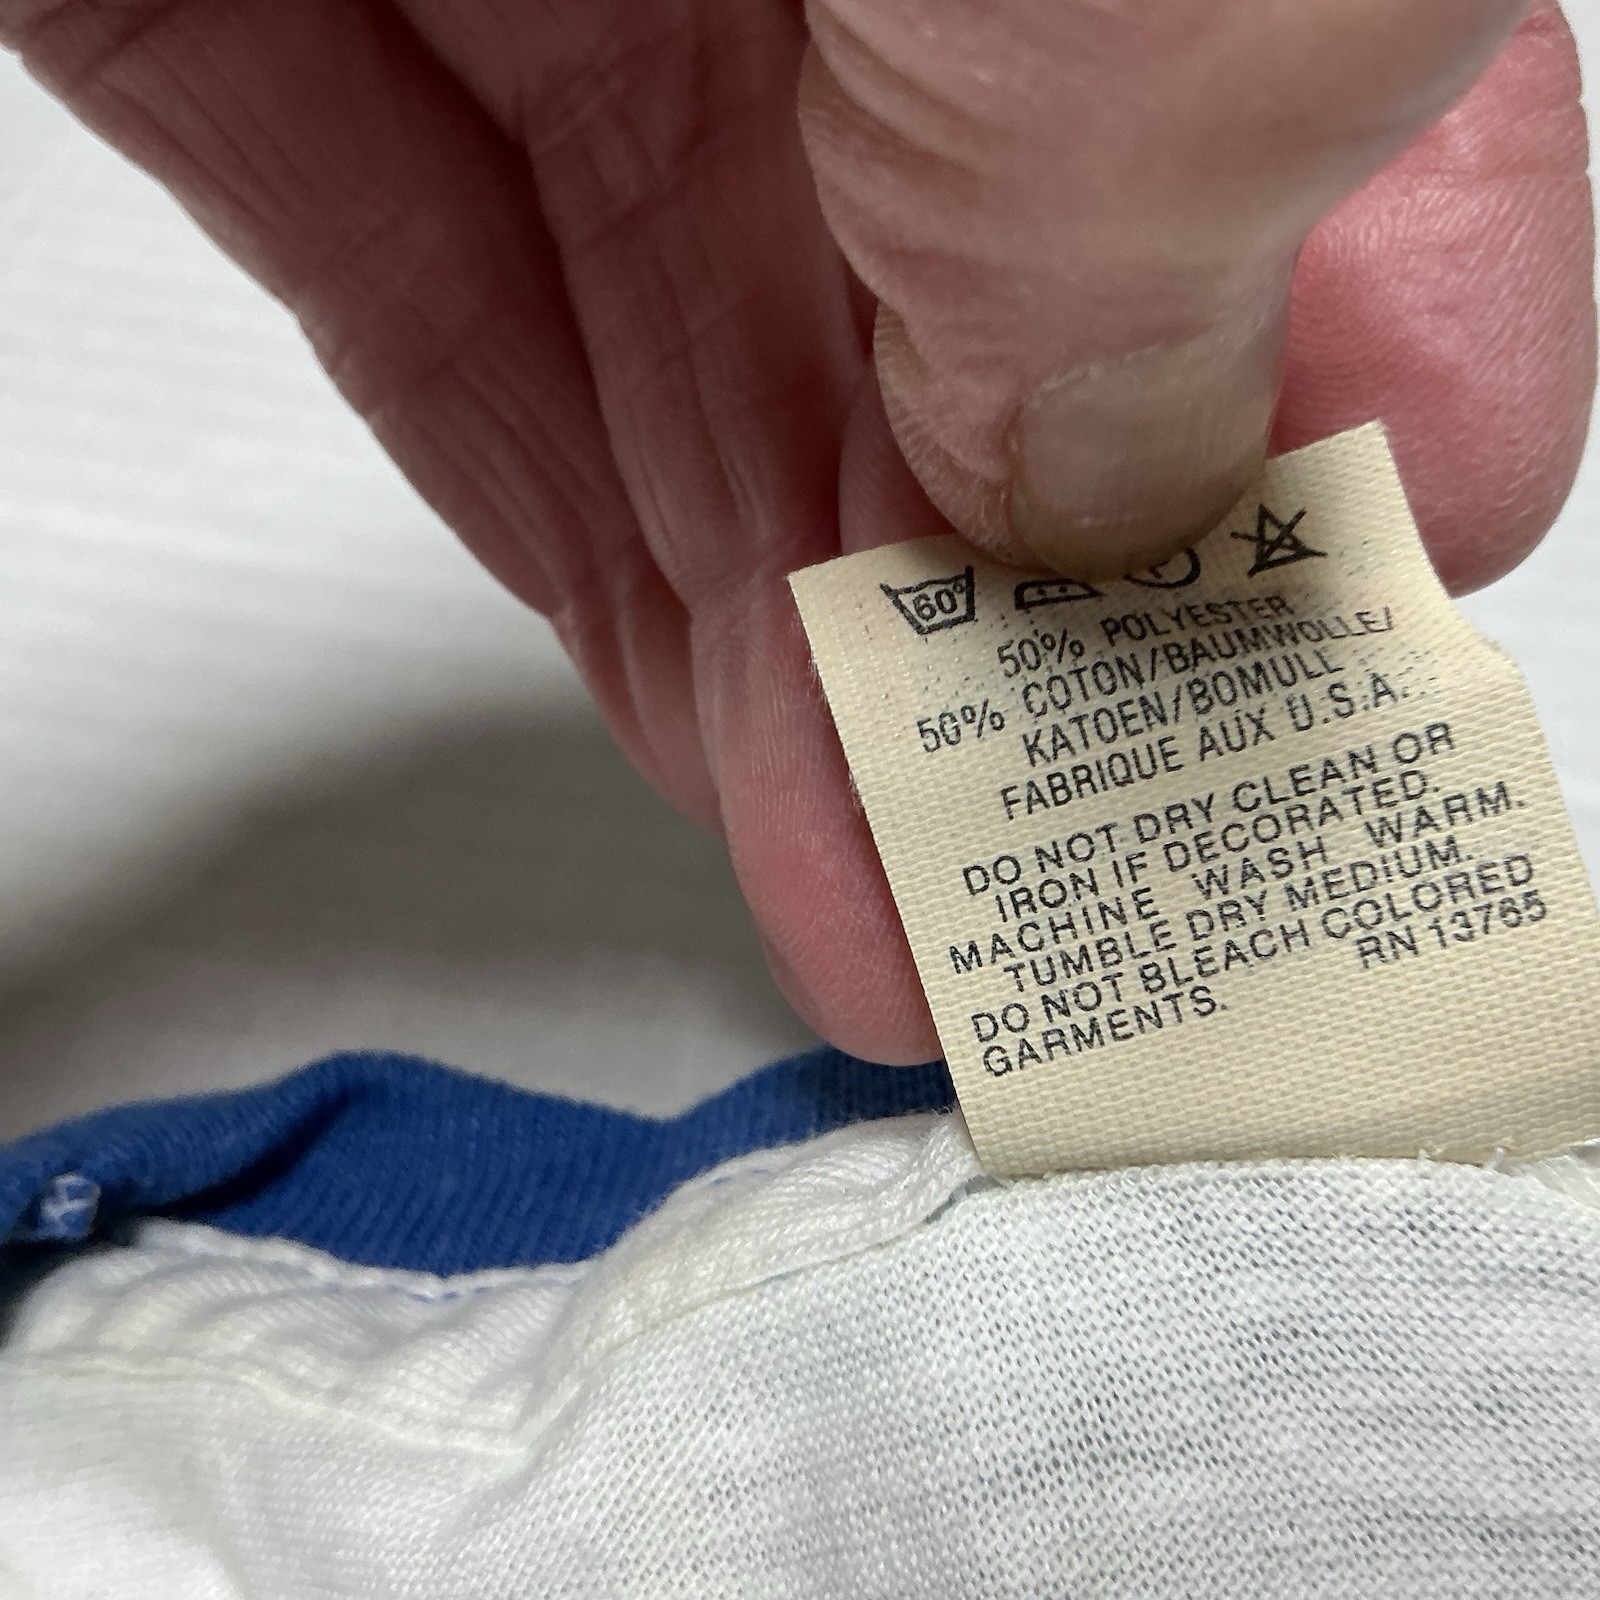 60°
50% POLYESTER
50% COTON/BAUMWOLLE/
KATOEN/BOMULL
FABRIQUE AUX U.S.A.
DO NOT DRY CLEAN OR
IRON IF DECORATED.
MACHINE WASH WARM.
TUMBLE DRY MEDIUM.
DO NOT BLEACH COLORED
GARMENTS. RN 13765